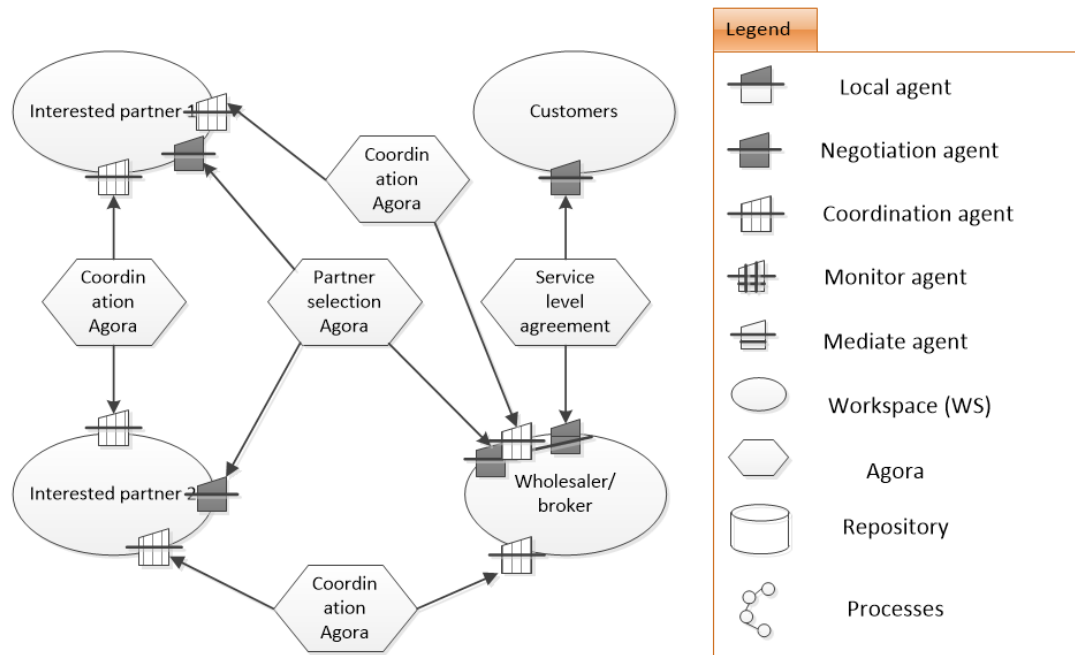 Interested partner 1
Customers
Coordin
ation
Agora
Coordin
ation
Agora
Partner
selection
Agora
Service
level
agreement
Interested partner 2
Wholesaler/
broker
Coordin
ation
Agora
Legend
Local agent
Negotiation agent
Coordination agent
Monitor agent
Mediate agent
Workspace (WS)
Agora
Repository
Processes